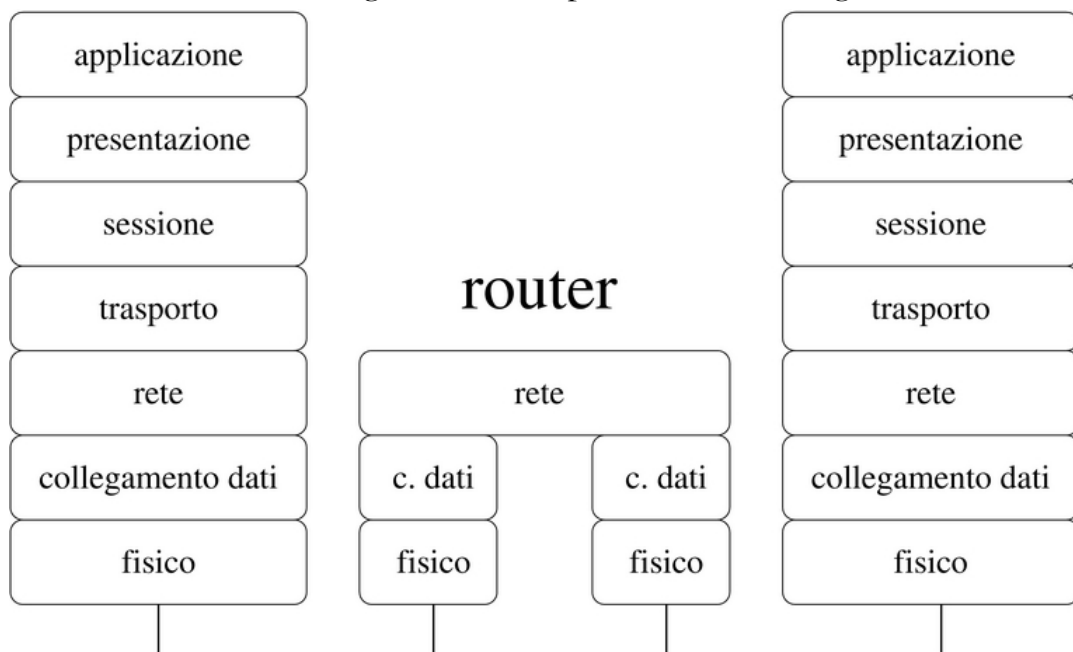 applicazione
presentazione
sessione
trasporto
rete
collegamento dati
fisico
router
rete
c. dati
c. dati
fisico
fisico
applicazione
presentazione
sessione
trasporto
rete
collegamento dati
fisico